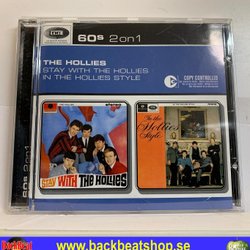 60s 2on1
THE HOLLIES
STAY WITH THE HOLLIES
IN THE HOLLIES STYLE
COPY CONTROLLED
stereo
STAY WITH THE HOLLIES
In The
Hollies
Style
60s 2on1
www.backbeatshop.se